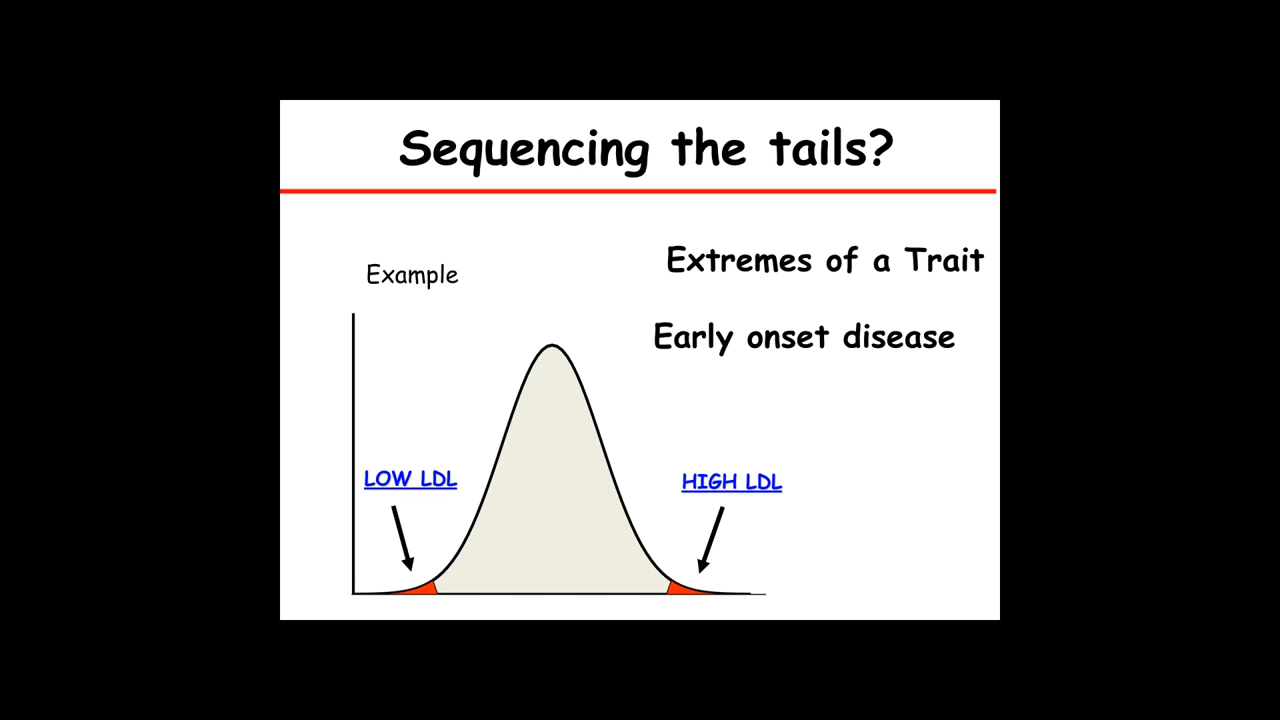 Sequencing the tails?
Extremes of a Trait
Example
Early onset disease
LOW LDL
HIGH LDL